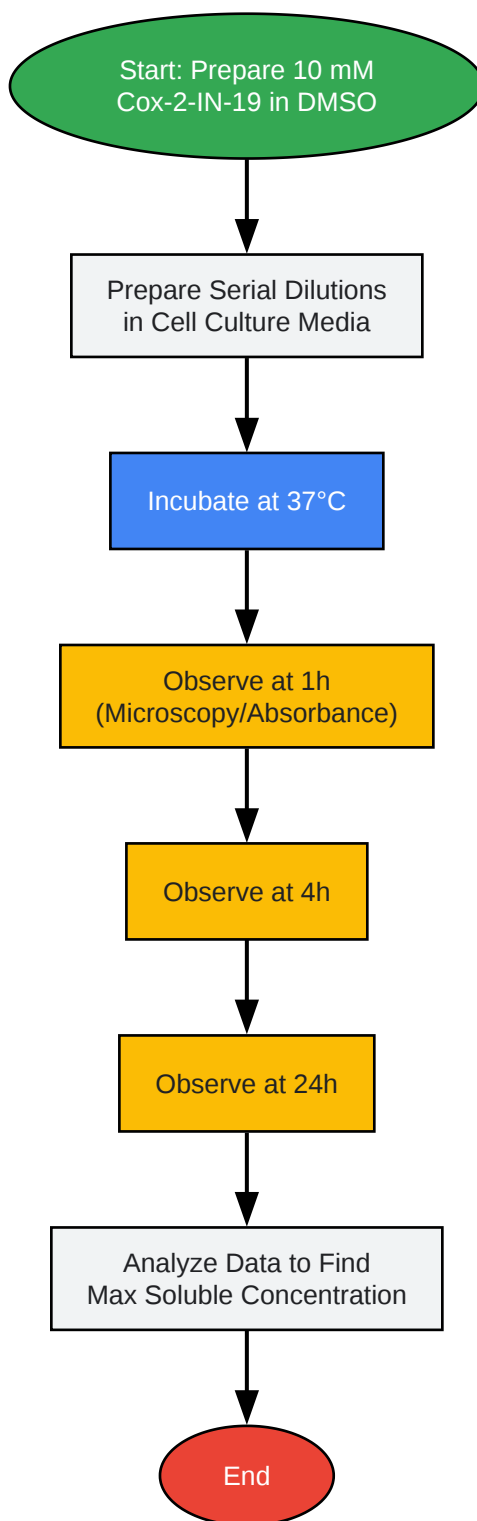 Start: Prepare 10 mM
Cox-2-IN-19 in DMSO
Prepare Serial Dilutions
in Cell Culture Media
Incubate at 37°C
Observe at 1h
(Microscopy/Absorbance)
Observe at 4h
Observe at 24h
Analyze Data to Find
Max Soluble Concentration
End